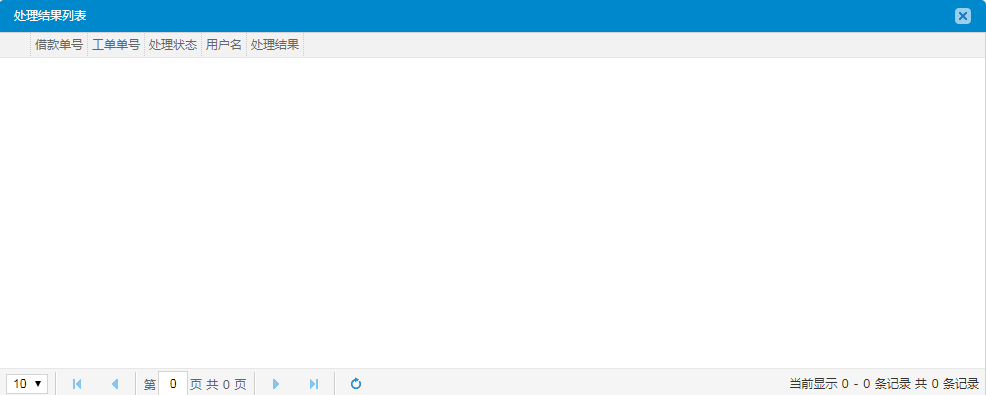 处理结果列表
借款单号 工单单号 处理状态 用户名 处理结果
10 第 0 页 共 0 页 当前显示 0 - 0 条记录 共 0 条记录